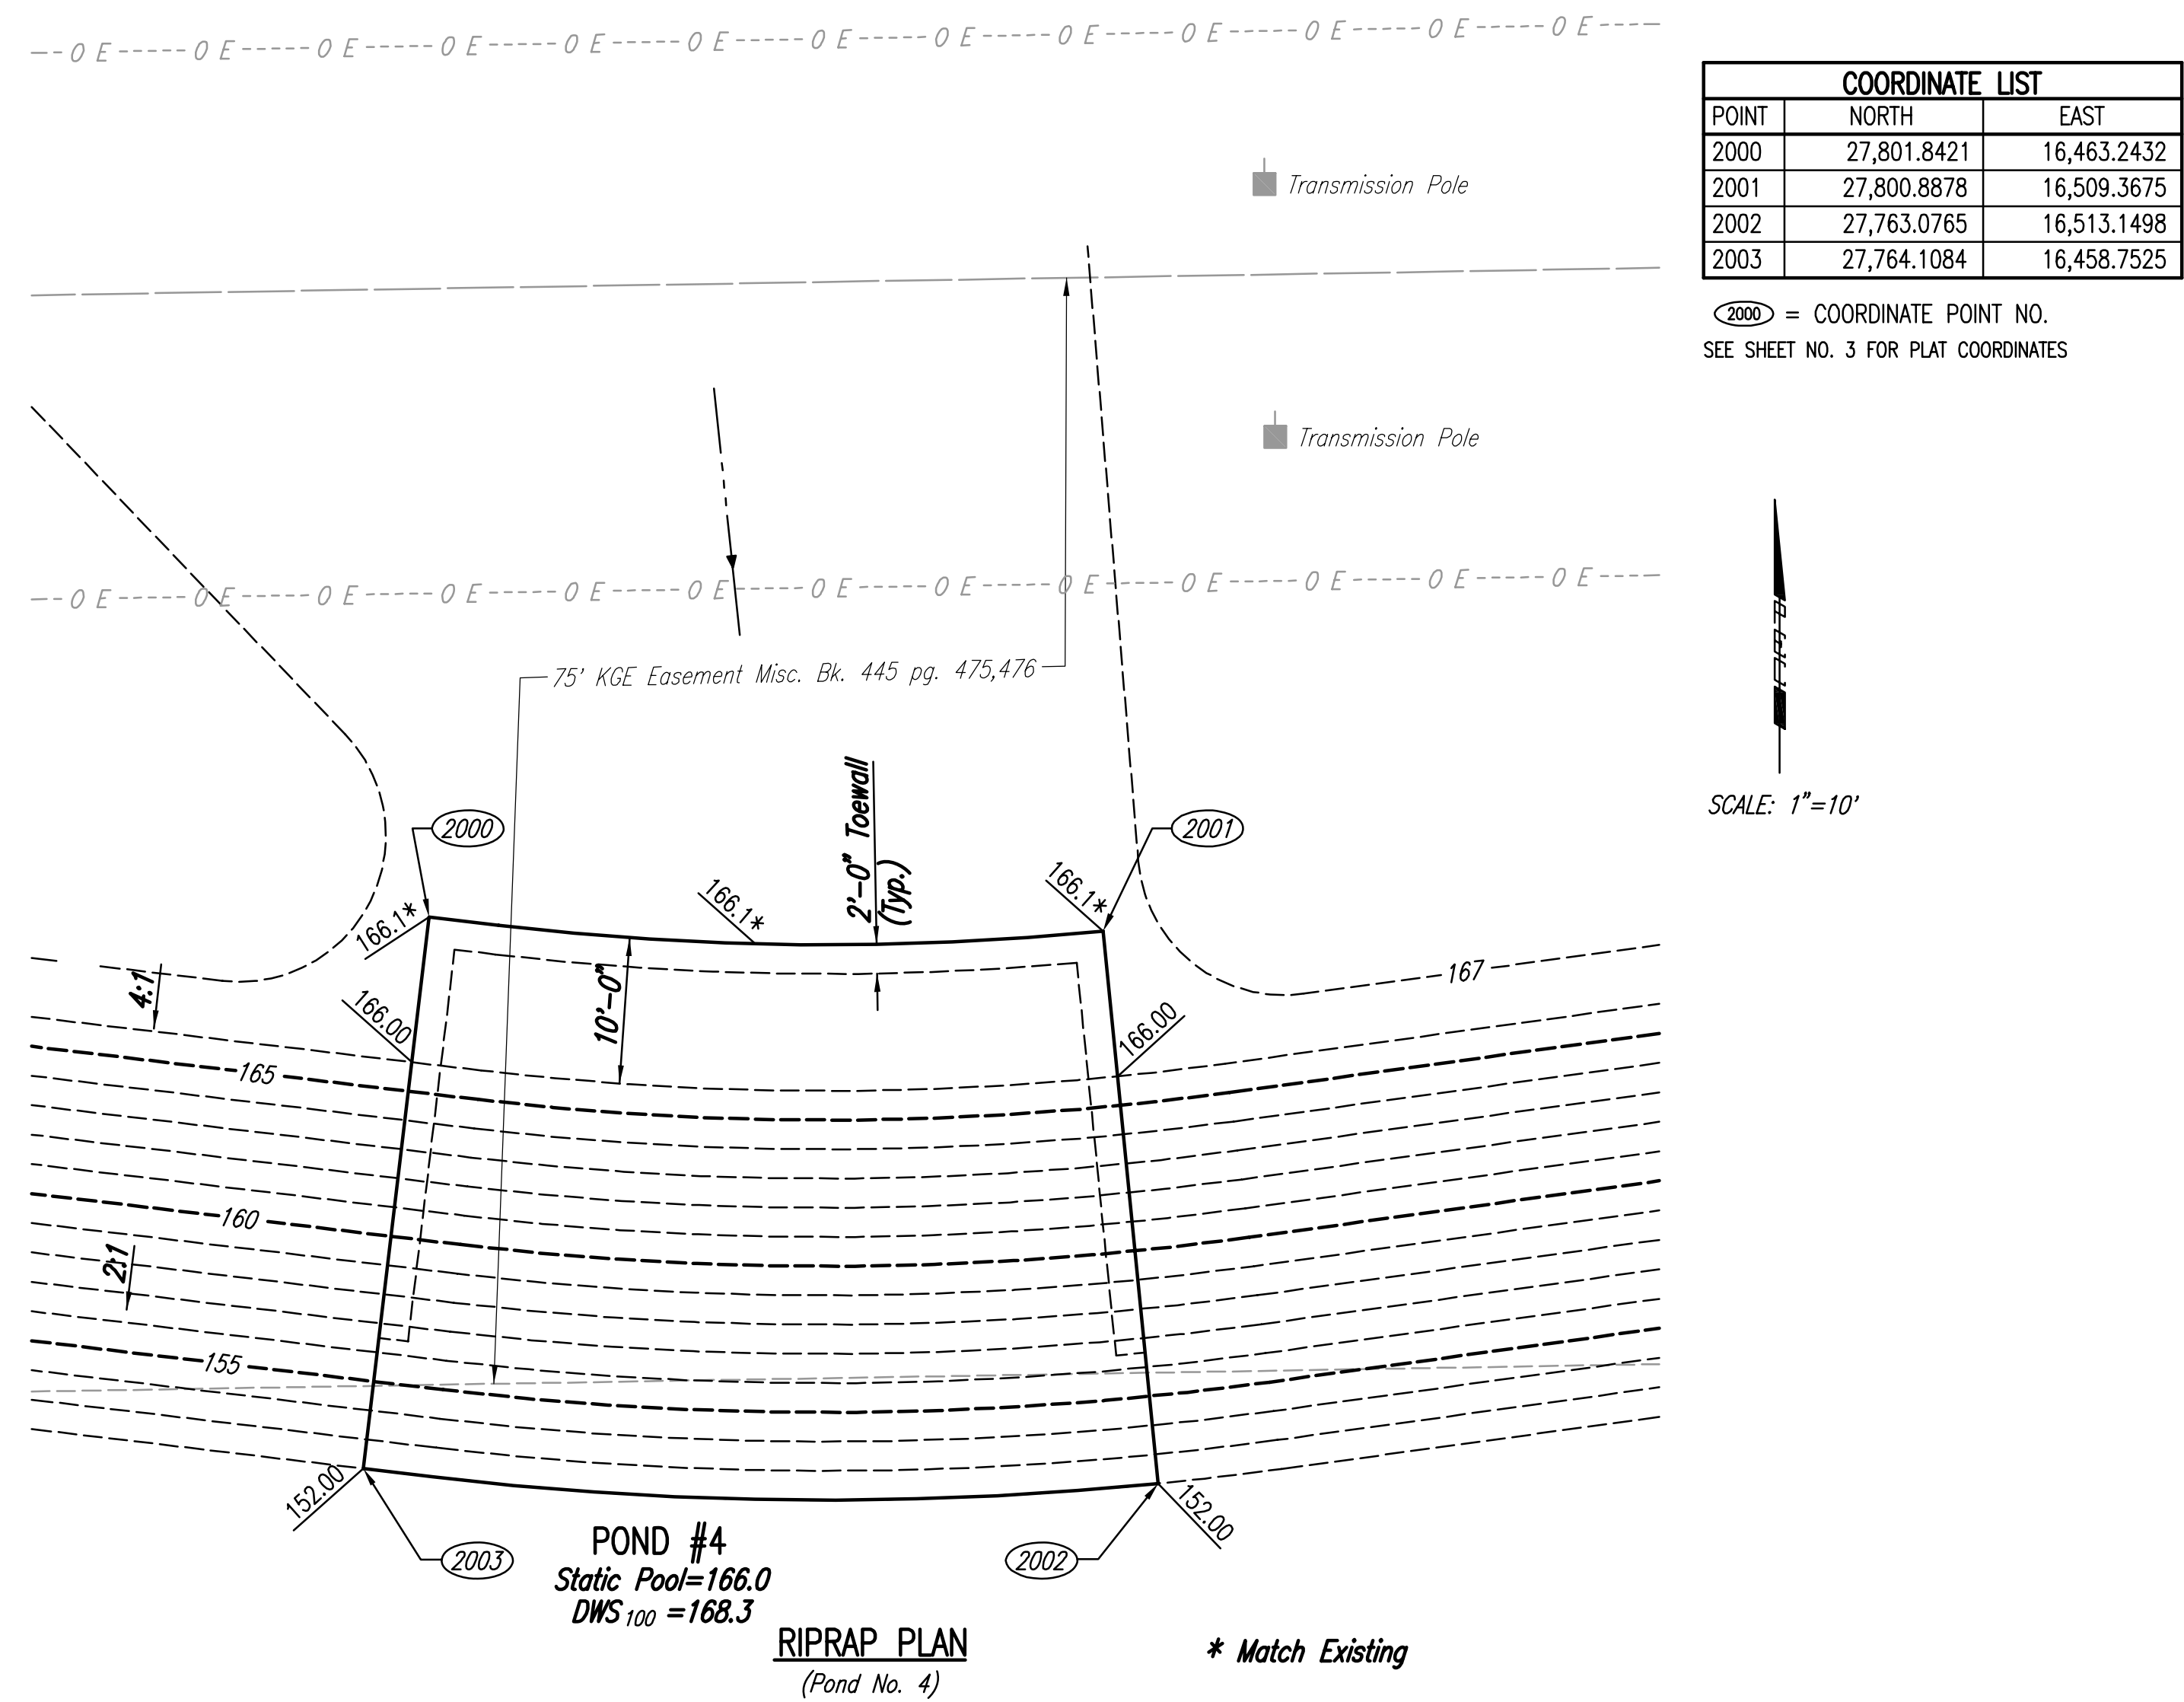 O E O E O E O E O E O E O E O E O E O E O E O E O E
COORDINATE LIST
POINT NORTH EAST
2000 27,801.8421 16,463.2432
2001 27,800.8878 16,509.3675
2002 27,763.0765 16,513.1498
2003 27,764.1084 16,458.7525
2000 = COORDINATE POINT NO.
SEE SHEET NO. 3 FOR PLAT COORDINATES
Transmission Pole
Transmission Pole
O E O E O E O E O E O E O E O E O E O E O E O E O E
75' KGE Easement Misc. Bk. 445 pg. 475,476
SCALE: 1"=10'
2'-0" Toewall
(Typ.)
2000
2001
166.1*
166.1*
166.1*
167
4:1
10'-0"
166.00
166.00
165
160
2:1
155
152.00
152.00
2003
2002
POND #4
Static Pool=166.0
DWS100 =168.3
RIPRAP PLAN
(Pond No. 4)
* Match Existing